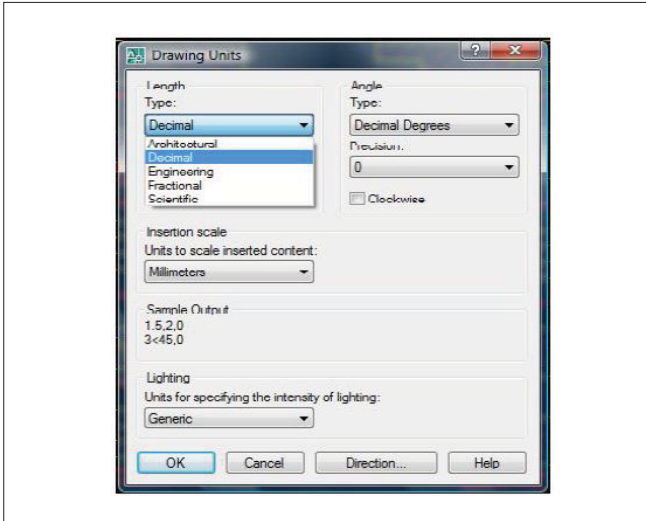 Drawing Units
Length
Type:
Decimal
Architectural
Decimal
Engineering
Fractional
Scientific
Angle
Type:
Decimal Degrees
Precision:
0
Clockwise
Insertion scale
Units to scale inserted content:
Millimeters
Sample Output
1.5,2,0
3<45,0
Lighting
Units for specifying the intensity of lighting:
Generic
OK Cancel Direction... Help